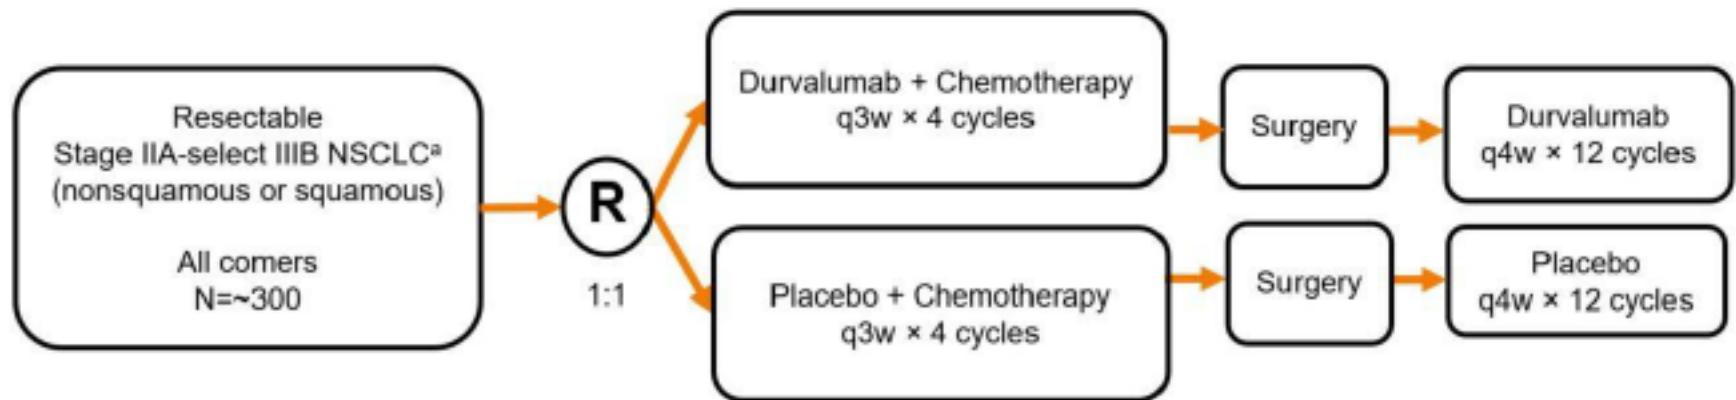 Resectable
Stage IIA-select IIIB NSCLCª
(nonsquamous or squamous)
All comers
N=~300
R
1:1
Durvalumab + Chemotherapy
q3w × 4 cycles
Surgery
Durvalumab
q4w × 12 cycles
Placebo + Chemotherapy
q3w × 4 cycles
Surgery
Placebo
q4w × 12 cycles